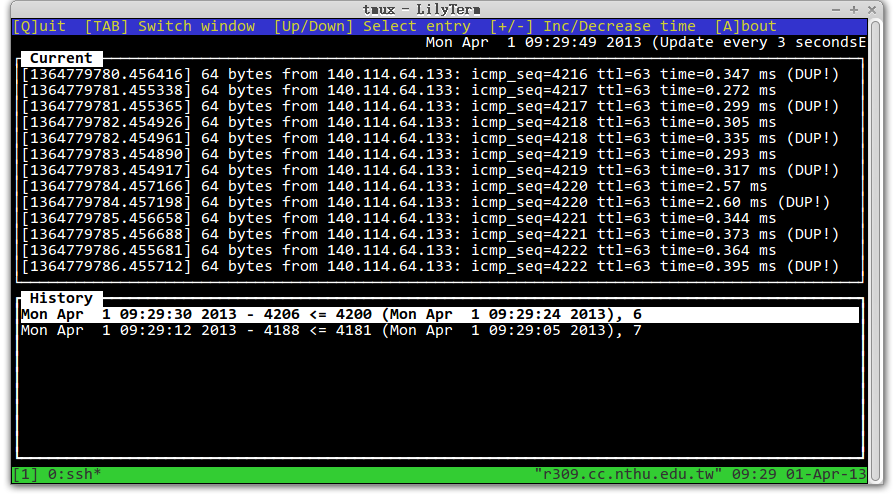 tmux - LilyTerm
[Q]uit  [TAB] Switch window  [Up/Down] Select entry  [+/-] Inc/Decrease time  [A]bout
Mon Apr  1 09:29:49 2013 (Update every 3 secondsE
Current
[1364779780.456416] 64 bytes from 140.114.64.133: icmp_seq=4216 ttl=63 time=0.347 ms (DUP!)
[1364779781.455338] 64 bytes from 140.114.64.133: icmp_seq=4217 ttl=63 time=0.272 ms
[1364779781.455365] 64 bytes from 140.114.64.133: icmp_seq=4217 ttl=63 time=0.299 ms (DUP!)
[1364779782.454926] 64 bytes from 140.114.64.133: icmp_seq=4218 ttl=63 time=0.305 ms
[1364779782.454961] 64 bytes from 140.114.64.133: icmp_seq=4218 ttl=63 time=0.335 ms (DUP!)
[1364779783.454890] 64 bytes from 140.114.64.133: icmp_seq=4219 ttl=63 time=0.293 ms
[1364779783.454917] 64 bytes from 140.114.64.133: icmp_seq=4219 ttl=63 time=0.317 ms (DUP!)
[1364779784.457166] 64 bytes from 140.114.64.133: icmp_seq=4220 ttl=63 time=2.57 ms
[1364779784.457198] 64 bytes from 140.114.64.133: icmp_seq=4220 ttl=63 time=2.60 ms (DUP!)
[1364779785.456658] 64 bytes from 140.114.64.133: icmp_seq=4221 ttl=63 time=0.344 ms
[1364779785.456688] 64 bytes from 140.114.64.133: icmp_seq=4221 ttl=63 time=0.373 ms (DUP!)
[1364779786.455681] 64 bytes from 140.114.64.133: icmp_seq=4222 ttl=63 time=0.364 ms
[1364779786.455712] 64 bytes from 140.114.64.133: icmp_seq=4222 ttl=63 time=0.395 ms (DUP!)
History
Mon Apr  1 09:29:30 2013 - 4206 <= 4200 (Mon Apr  1 09:29:24 2013), 6
Mon Apr  1 09:29:12 2013 - 4188 <= 4181 (Mon Apr  1 09:29:05 2013), 7
[1] 0:ssh*  "r309.cc.nthu.edu.tw" 09:29 01-Apr-13